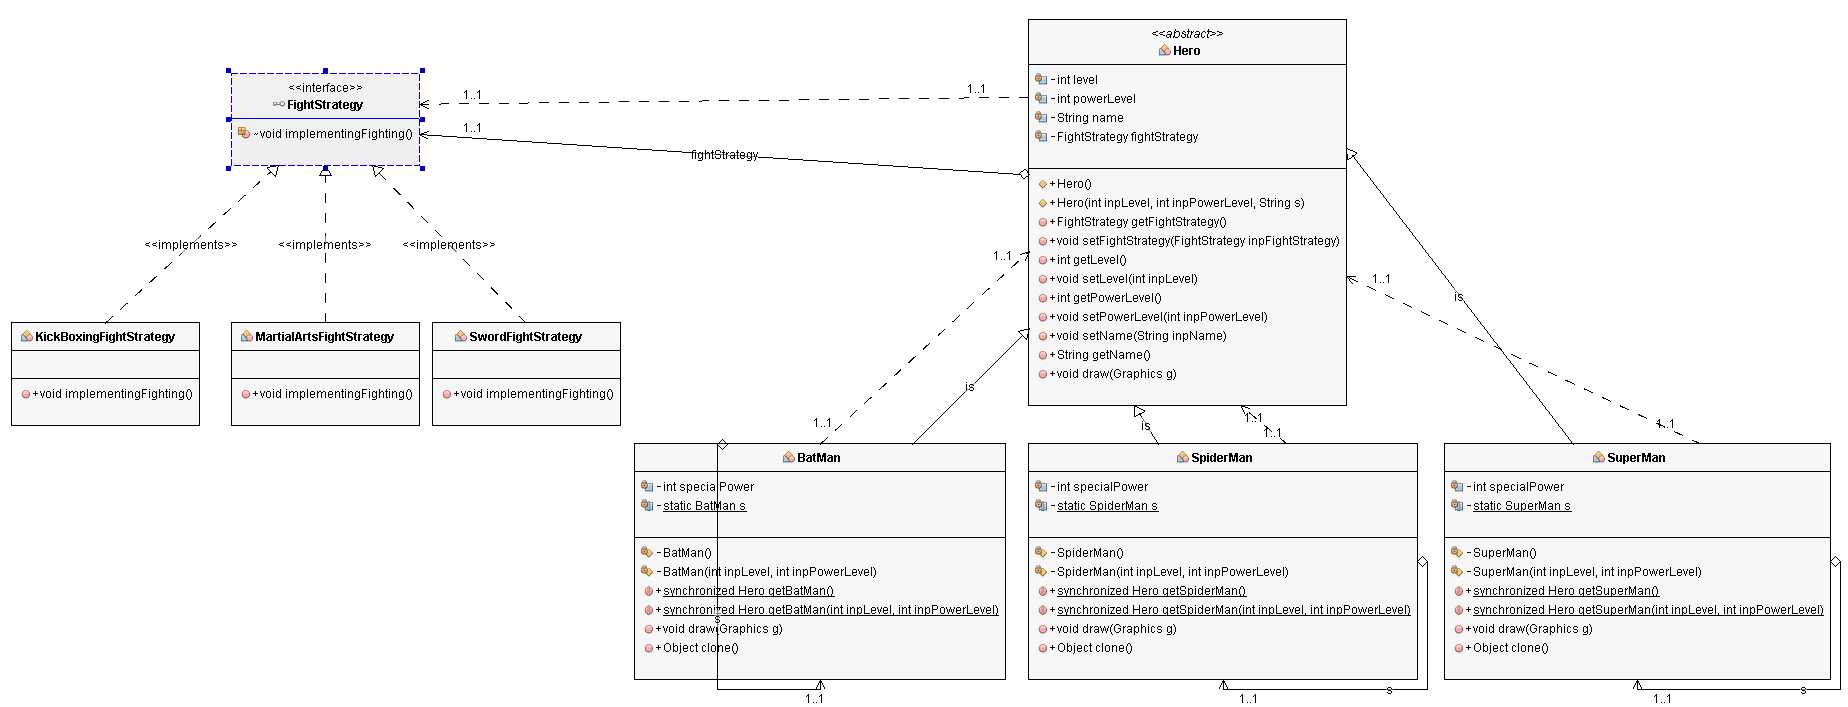 <<abstract>>
Hero
-int level
-int powerLevel
-String name
-FightStrategy fightStrategy
+Hero()
+Hero(int inpLevel, int inpPowerLevel, String s)
+FightStrategy getFightStrategy()
+void setFightStrategy(FightStrategy inpFightStrategy)
+int getLevel()
+void setLevel(int inpLevel)
+int getPowerLevel()
+void setPowerLevel(int inpPowerLevel)
+void setName(String inpName)
+String getName()
+void draw(Graphics g)
<<interface>>
FightStrategy
~void implementingFighting()
1..1
1..1
1..1
fightStrategy
<<implements>>
<<implements>>
<<implements>>
KickBoxingFightStrategy
+void implementingFighting()
MartialArtsFightStrategy
+void implementingFighting()
SwordFightStrategy
+void implementingFighting()
1..1
1..1
is
is
1..1
1..1
is
1..1
1..1
BatMan
-int specialPower
-static BatMan s
-BatMan()
-BatMan(int inpLevel, int inpPowerLevel)
+synchronized Hero getBatMan()
+synchronized Hero getBatMan(int inpLevel, int inpPowerLevel)
s
+void draw(Graphics g)
+Object clone()
1..1
SpiderMan
-int specialPower
-static SpiderMan s
-SpiderMan()
-SpiderMan(int inpLevel, int inpPowerLevel)
+synchronized Hero getSpiderMan()
+synchronized Hero getSpiderMan(int inpLevel, int inpPowerLevel)
+void draw(Graphics g)
+Object clone()
1..1
s
SuperMan
-int specialPower
-static SuperMan s
-SuperMan()
-SuperMan(int inpLevel, int inpPowerLevel)
+synchronized Hero getSuperMan()
+synchronized Hero getSuperMan(int inpLevel, int inpPowerLevel)
+void draw(Graphics g)
+Object clone()
1..1
s